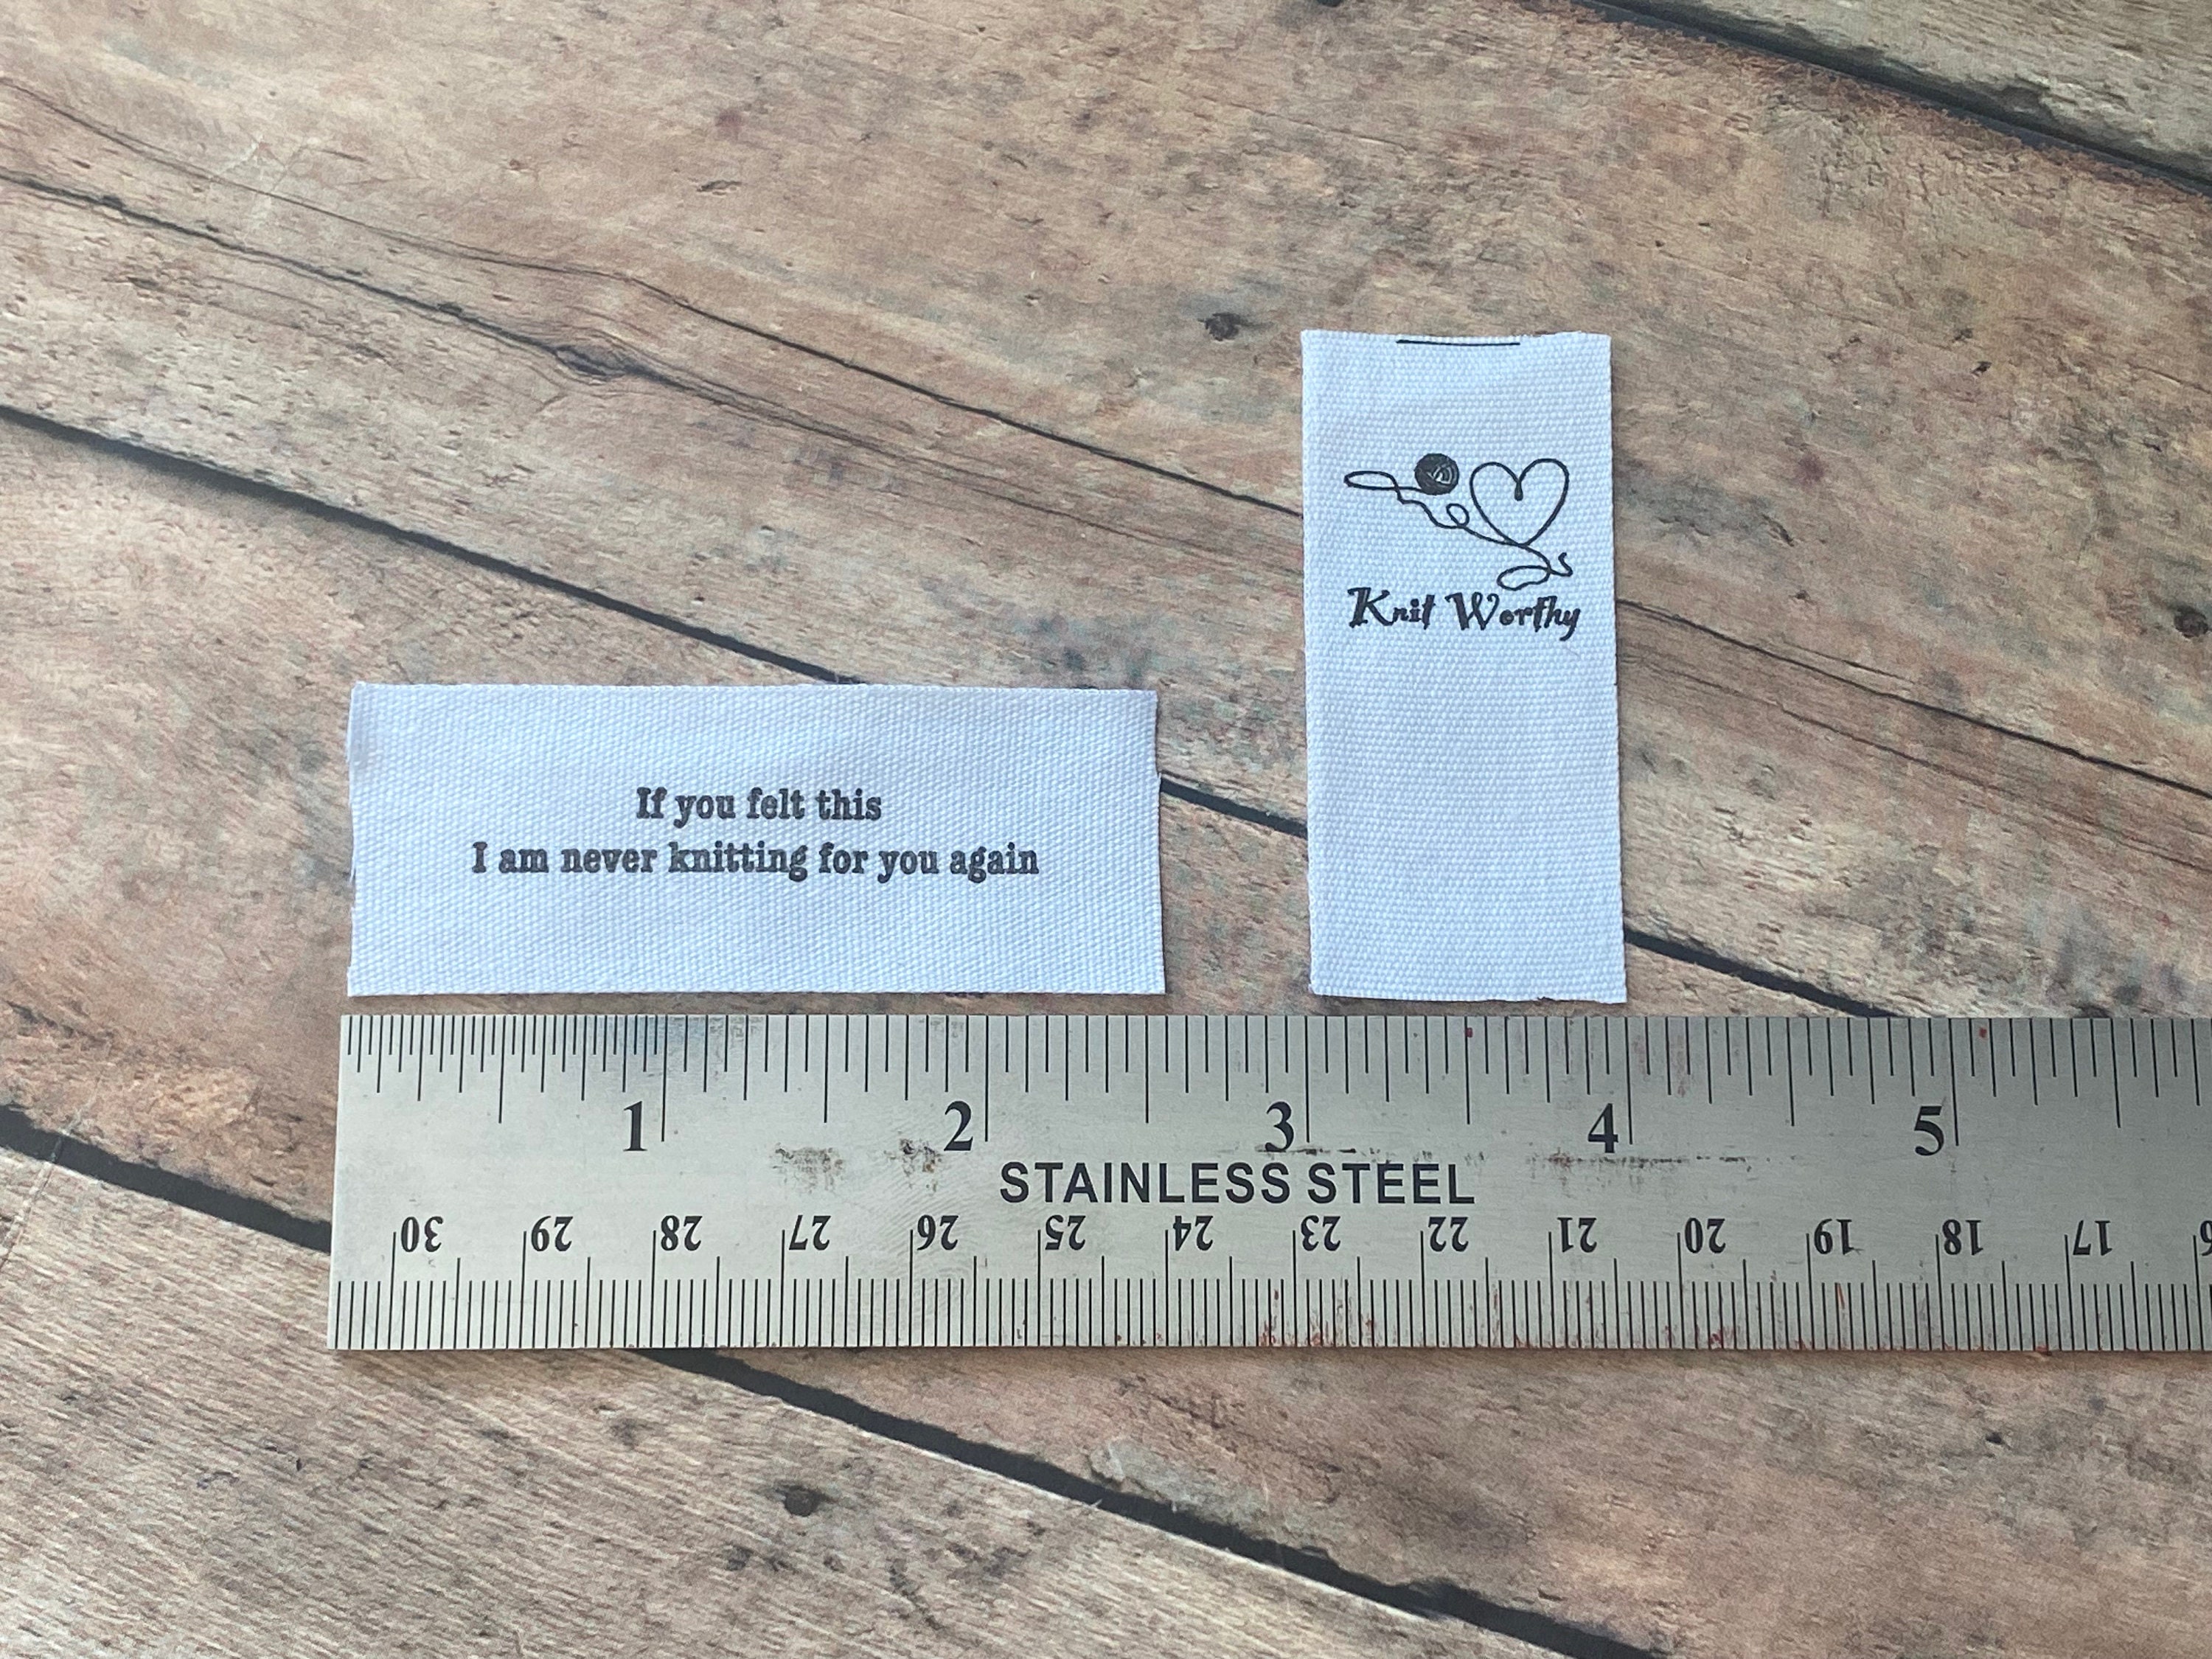 If you felt this
I am never knitting for you again
Knit Worthy
1 2 3 4 5
STAINLESS STEEL
30 29 28 27 26 25 24 23 22 21 20 19 18 17